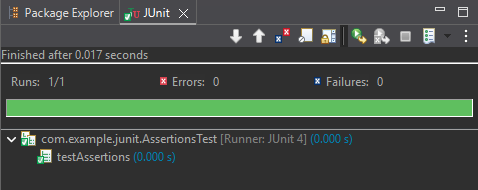 Package Explorer JUnit
Finished after 0.017 seconds
Runs: 1/1 Errors: 0 Failures: 0
com.example.junit.AssertionsTest [Runner: JUnit 4] (0.000 s)
testAssertions (0.000 s)